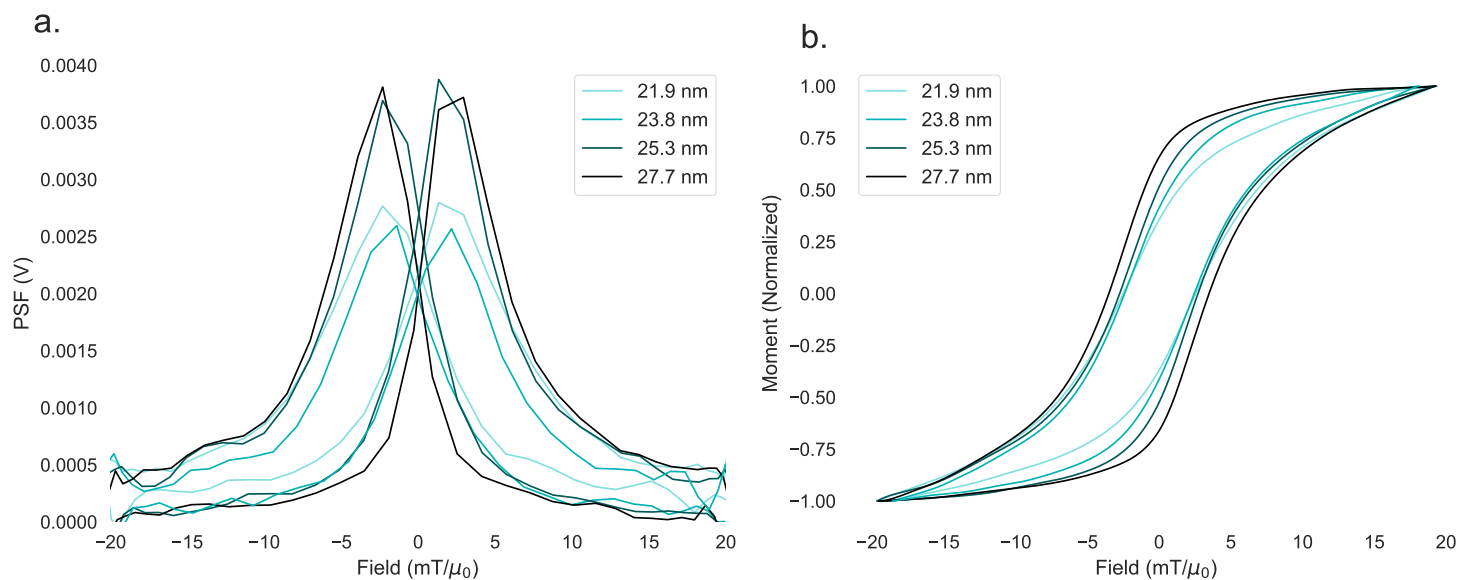 a.
0.0040
0.0035
0.0030
0.0025
0.0020
0.0015
0.0010
0.0005
0.0000
PSF (V)
−20 −15 −10 −5 0 5 10 15 20
Field (mT/μ₀)
21.9 nm
23.8 nm
25.3 nm
27.7 nm
b.
1.00
0.75
0.50
0.25
0.00
−0.25
−0.50
−0.75
−1.00
Moment (Normalized)
−20 −15 −10 −5 0 5 10 15 20
Field (mT/μ₀)
21.9 nm
23.8 nm
25.3 nm
27.7 nm